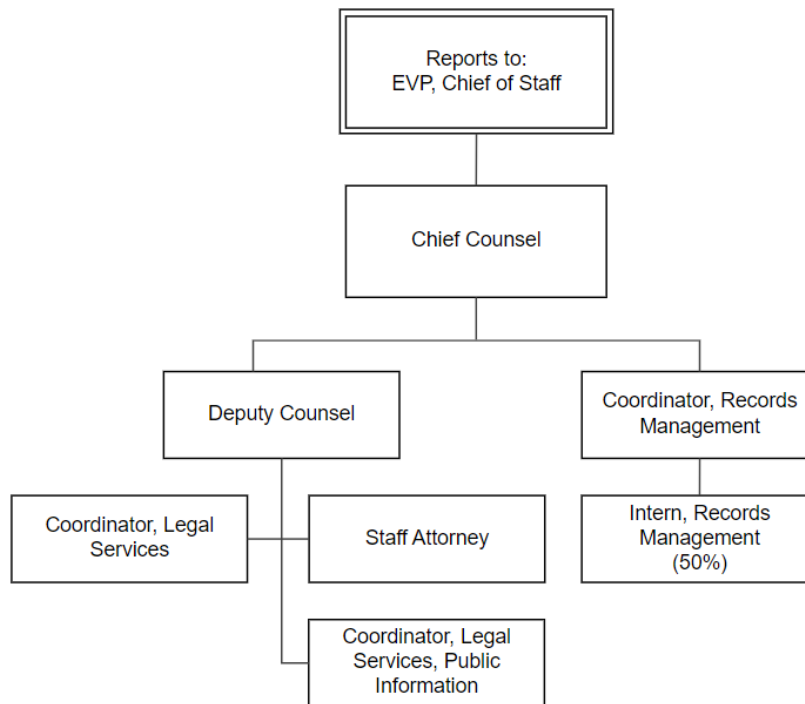 Reports to:
EVP, Chief of Staff
Chief Counsel
Deputy Counsel
Coordinator, Records
Management
Coordinator, Legal
Services
Staff Attorney
Intern, Records
Management
(50%)
Coordinator, Legal
Services, Public
Information